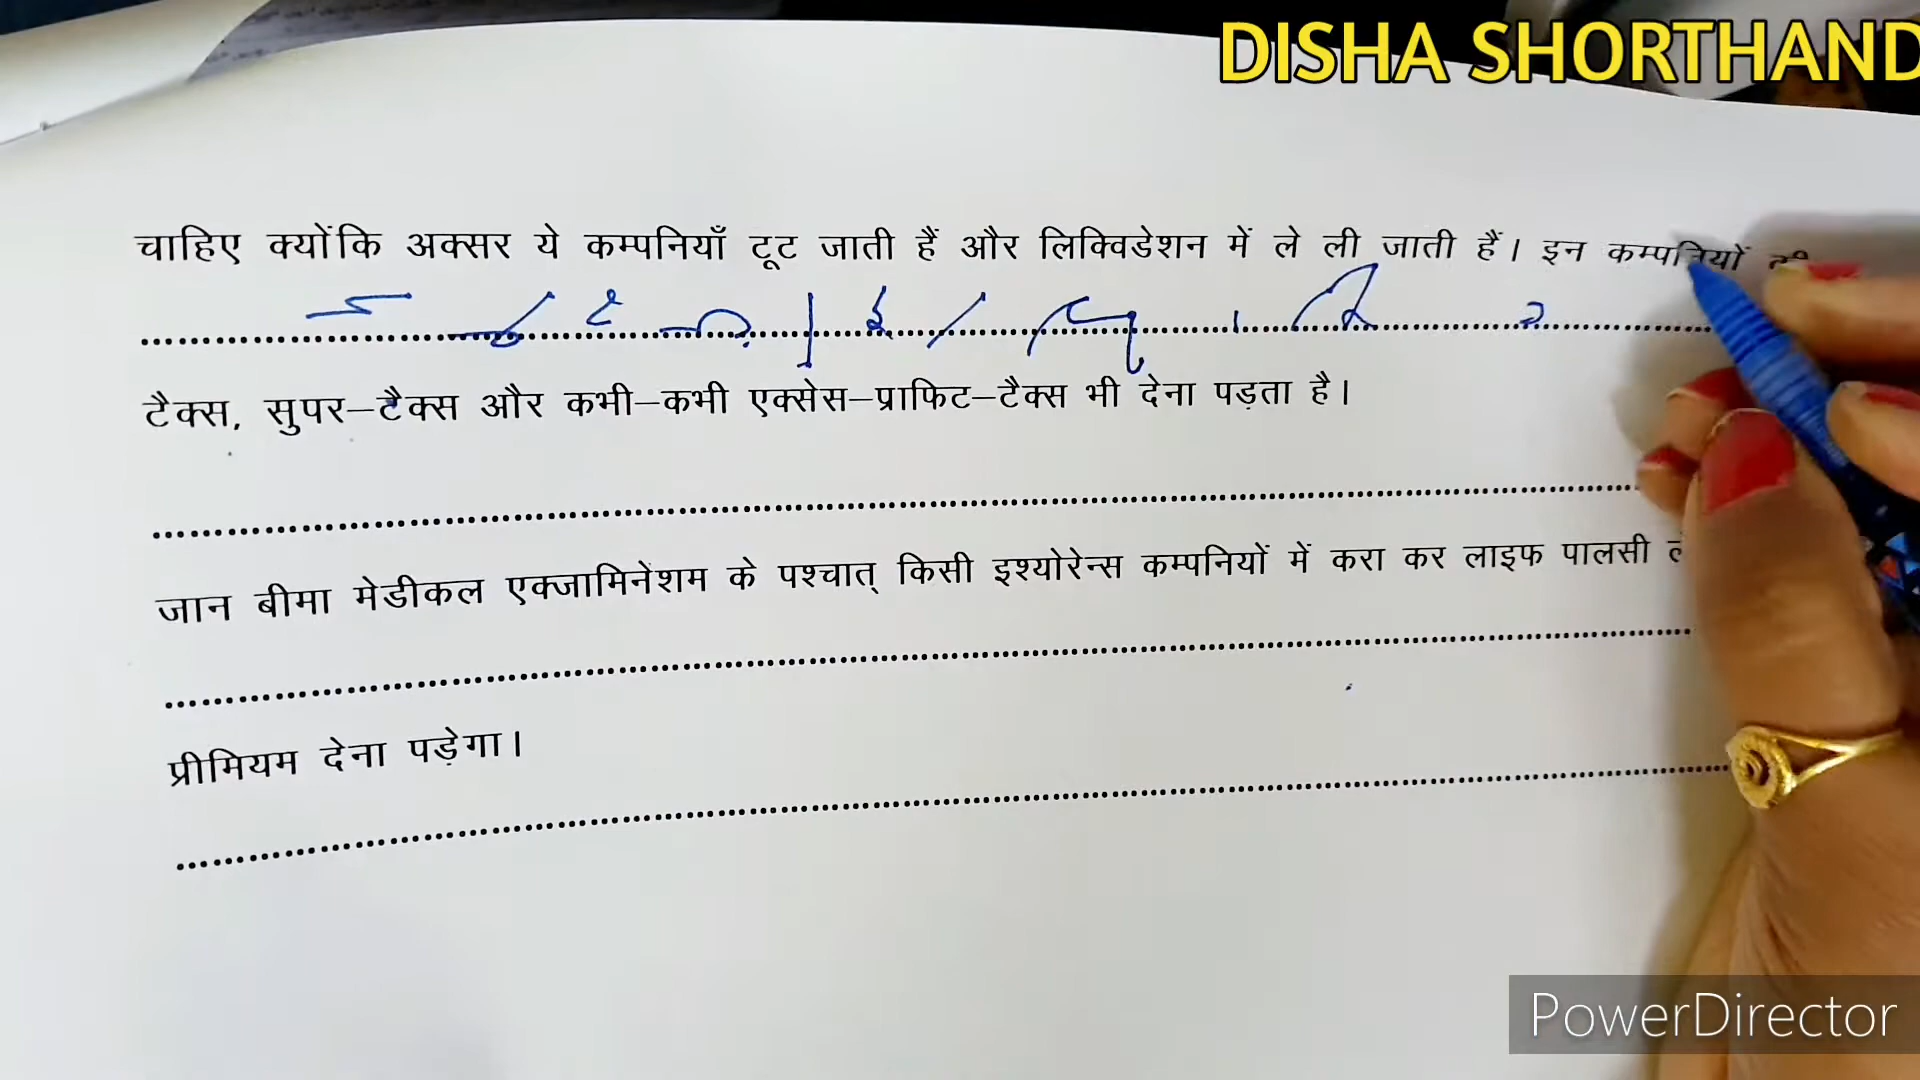 DISHA SHORTHAND
चाहिए क्योंकि अक्सर ये कम्पनियाँ टूट जाती हैं और लिक्विडेशन में ले ली जाती हैं। इन कम्पनियों
टैक्स, सुपर–टैक्स और कभी–कभी एक्सेस–प्राफिट–टैक्स भी देना पड़ता है।
जान बीमा मेडीकल एक्जामिनेंशम के पश्चात् किसी इश्योरेन्स कम्पनियों में करा कर लाइफ पालसी
प्रीमियम देना पड़ेगा।
PowerDirector